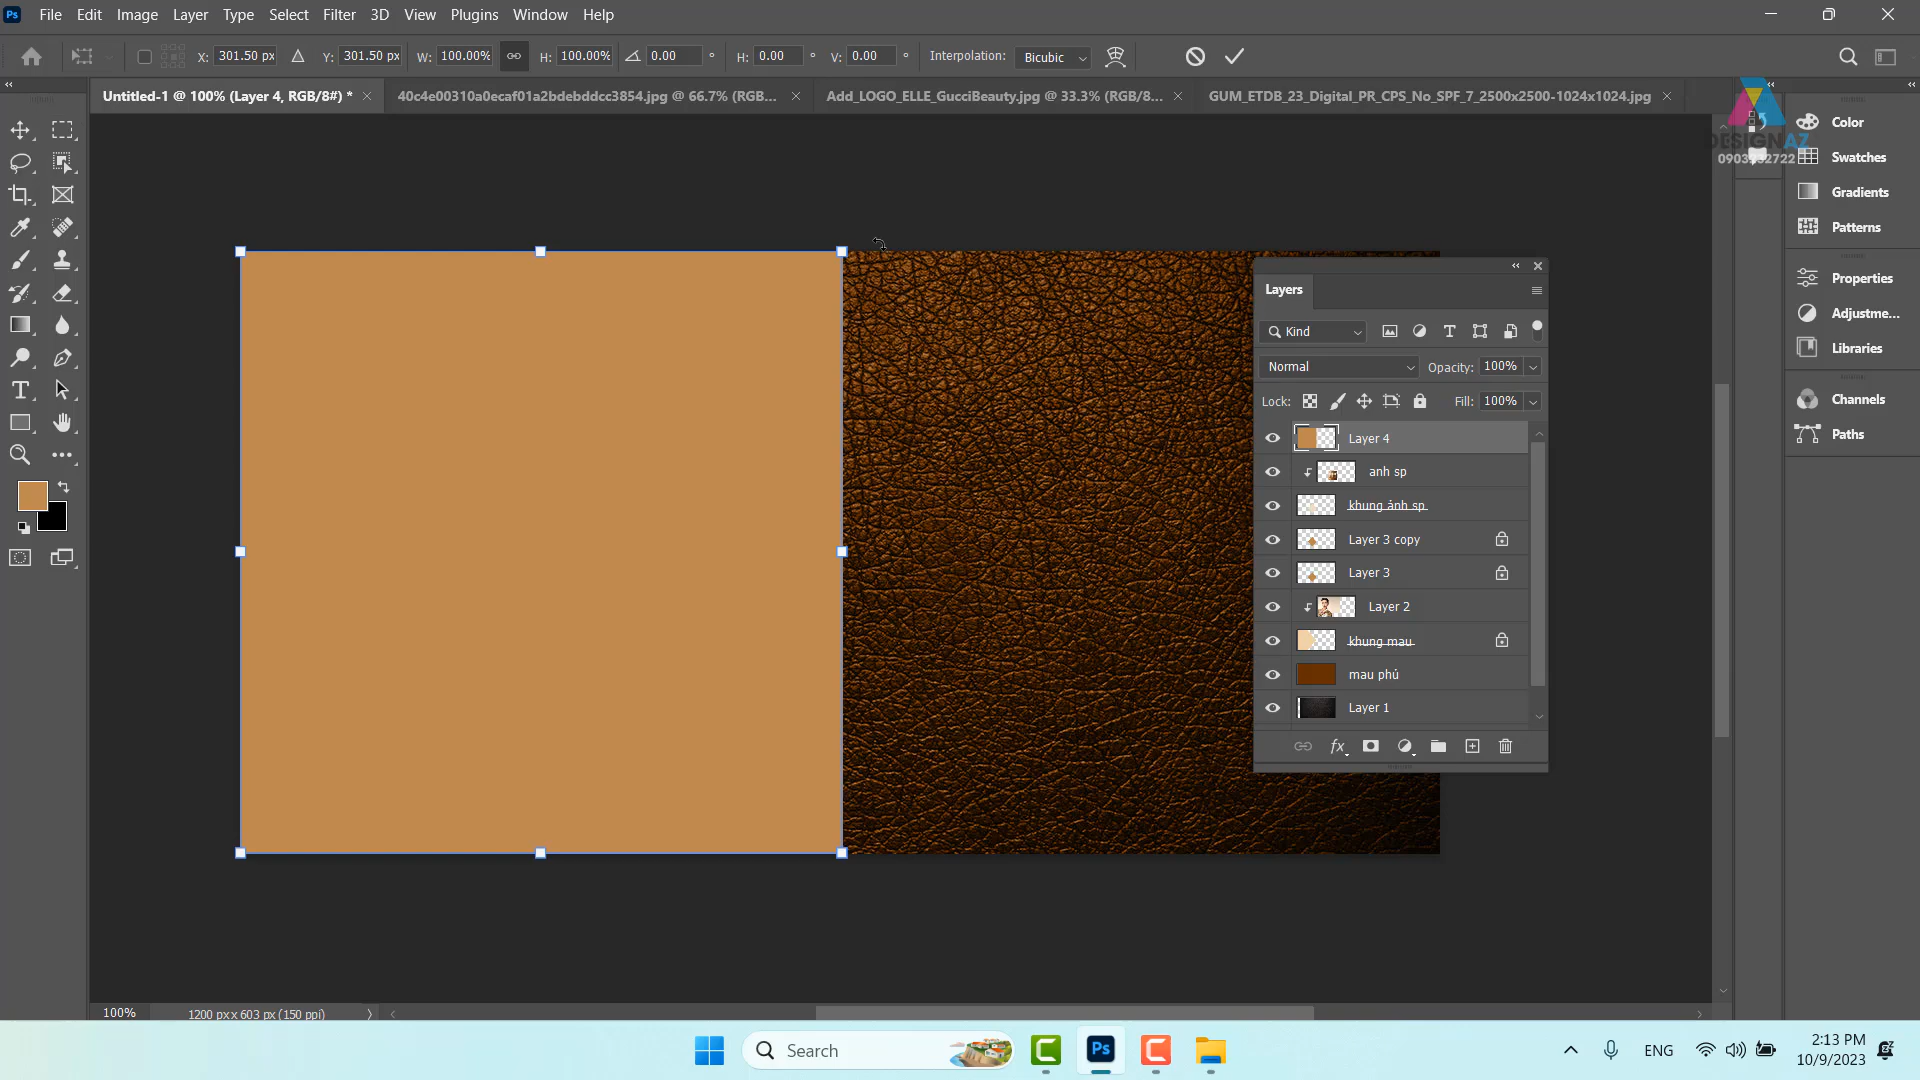 Ps File Edit Image Layer Type Select Filter 3D View Plugins Window Help
X: 301.50 px Y: 301.50 px W: 100.00% H: 100.00% 0.00 ° H: 0.00 ° V: 0.00 ° Interpolation: Bicubic
Untitled-1 @ 100% (Layer 4, RGB/8#) * 40c4e00310a0ecaf01a2bdebddcc3854.jpg @ 66.7% (RGB... Add_LOGO_ELLE_GucciBeauty.jpg @ 33.3% (RGB/8... GUM_ETDB_23_Digital_PR_CPS_No_SPF_7_2500x2500-1024x1024.jpg
DESIGN AZ
Color
Swatches
Gradients
Patterns
Properties
Adjustme...
Libraries
Channels
Paths
Layers
Kind
Normal Opacity: 100%
Lock: Fill: 100%
Layer 4
anh sp
khung ảnh sp
Layer 3 copy
Layer 3
Layer 2
khung mau
mau phủ
Layer 1
fx
100% 1200 px x 603 px (150 ppi)
Search
Ps
ENG
2:13 PM
10/9/2023